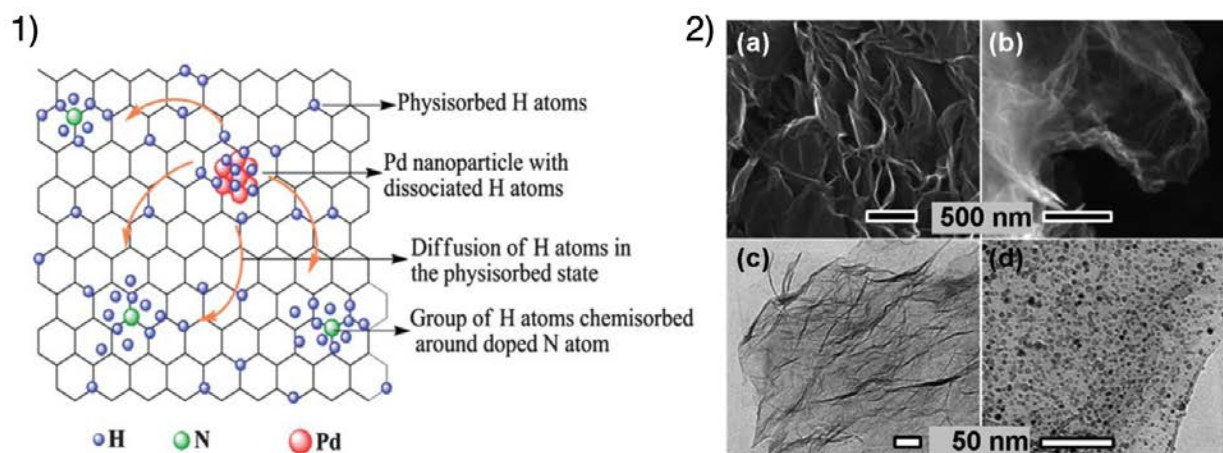 1)
Physisorbed H atoms
Pd nanoparticle with
dissociated H atoms
Diffusion of H atoms in
the physisorbed state
Group of H atoms chemisorbed
around doped N atom
H N Pd
2)
(a) (b)
500 nm
(c) (d)
50 nm